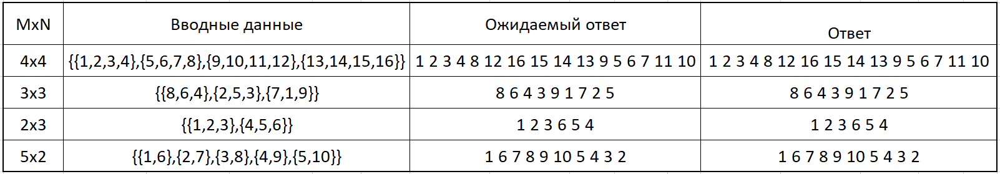 MxN Вводные данные Ожидаемый ответ Ответ
4x4 {{1,2,3,4},{5,6,7,8},{9,10,11,12},{13,14,15,16}} 1 2 3 4 8 12 16 15 14 13 9 5 6 7 11 10 1 2 3 4 8 12 16 15 14 13 9 5 6 7 11 10
3x3 {{8,6,4},{2,5,3},{7,1,9}} 8 6 4 3 9 1 7 2 5 8 6 4 3 9 1 7 2 5
2x3 {{1,2,3},{4,5,6}} 1 2 3 6 5 4 1 2 3 6 5 4
5x2 {{1,6},{2,7},{3,8},{4,9},{5,10}} 1 6 7 8 9 10 5 4 3 2 1 6 7 8 9 10 5 4 3 2